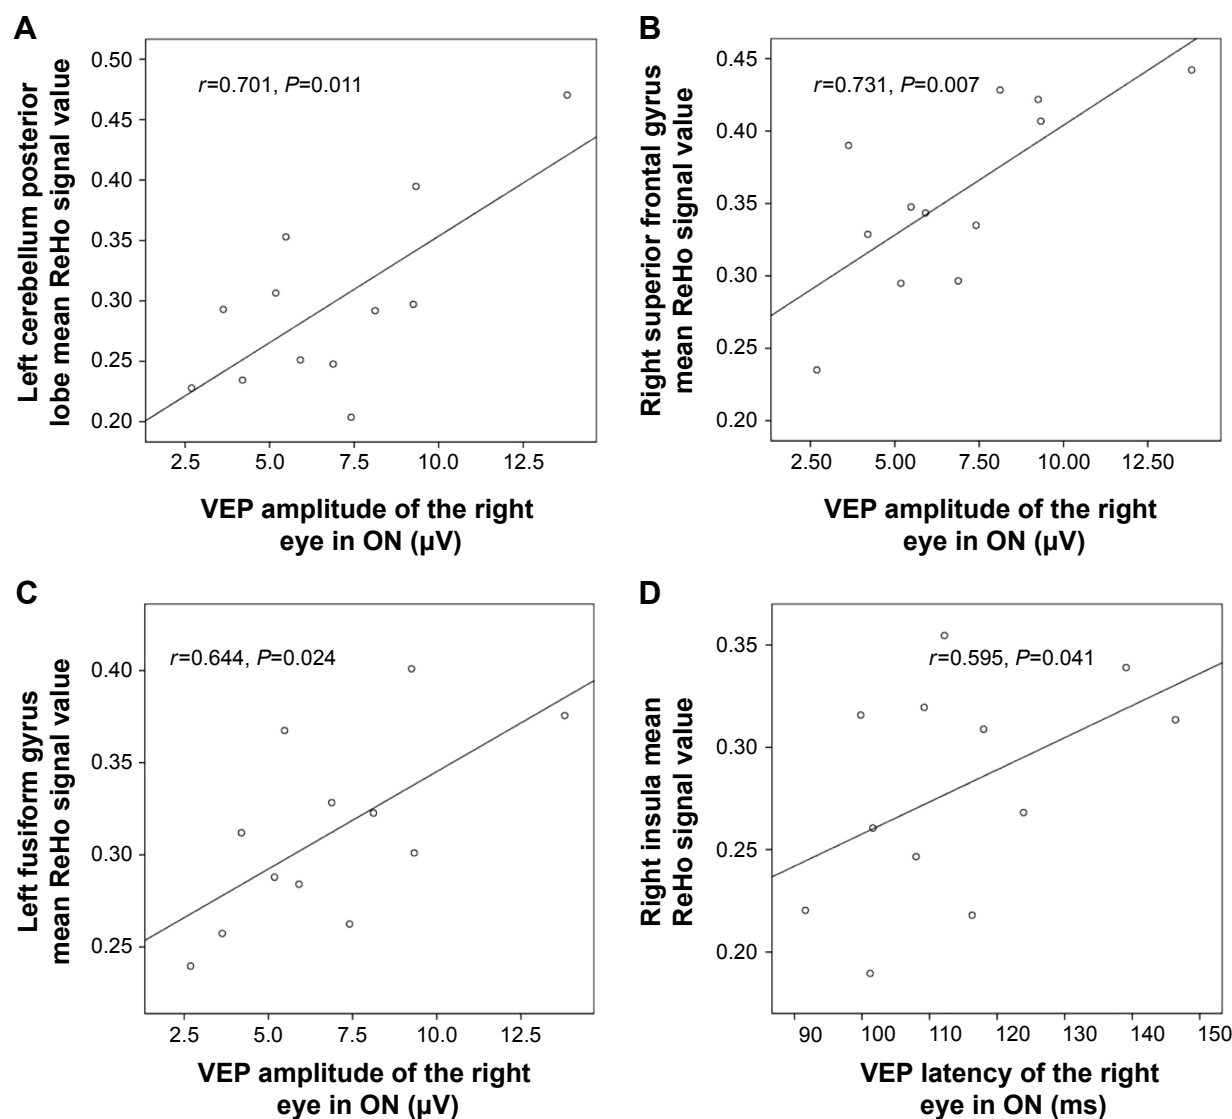 A
r=0.701, P=0.011
Left cerebellum posterior
lobe mean ReHo signal value
0.50
0.45
0.40
0.35
0.30
0.25
0.20
2.5 5.0 7.5 10.0 12.5
VEP amplitude of the right
eye in ON (μV)
B
r=0.731, P=0.007
Right superior frontal gyrus
mean ReHo signal value
0.45
0.40
0.35
0.30
0.25
0.20
2.50 5.00 7.50 10.00 12.50
VEP amplitude of the right
eye in ON (μV)
C
r=0.644, P=0.024
Left fusiform gyrus
mean ReHo signal value
0.40
0.35
0.30
0.25
2.5 5.0 7.5 10.0 12.5
VEP amplitude of the right
eye in ON (μV)
D
r=0.595, P=0.041
Right insula mean
ReHo signal value
0.35
0.30
0.25
0.20
90 100 110 120 130 140 150
VEP latency of the right
eye in ON (ms)